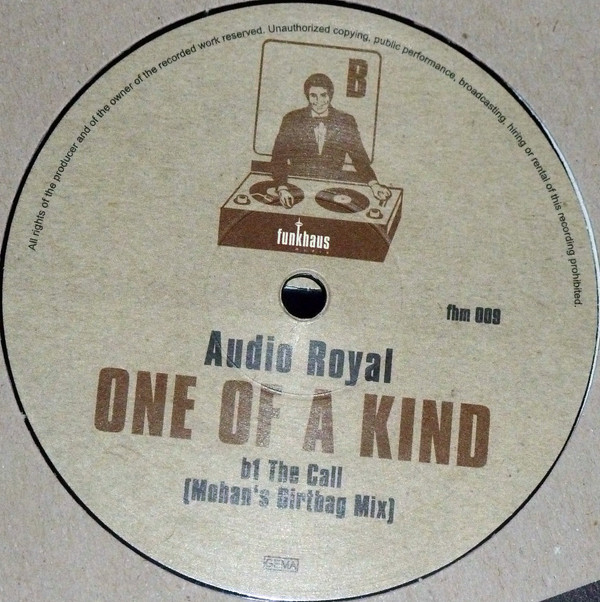 All rights of the producer and of the owner of the recorded work reserved. Unauthorized copying, public performance, broadcasting, hiring or rental of this recording prohibited.
B
funkhaus
fhm 009
Audio Royal
ONE OF A KIND
b1 The Call
(Mohan's Dirtbag Mix)
GEMA